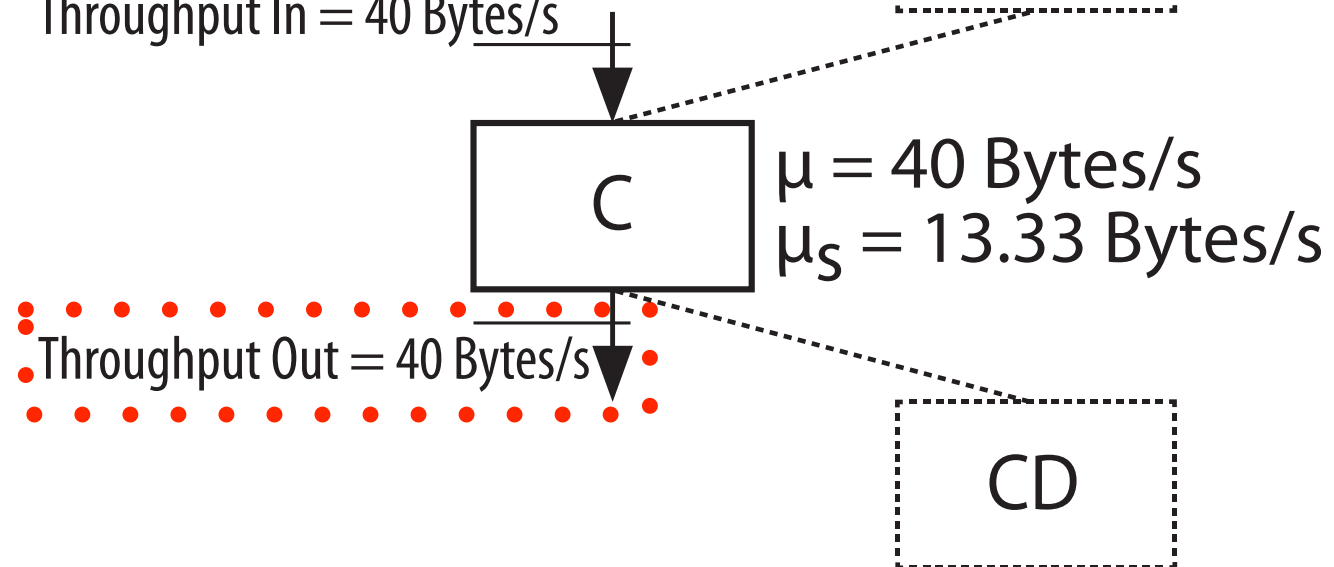 Throughput In = 40 Bytes/s
C
μ = 40 Bytes/s
μs = 13.33 Bytes/s
Throughput Out = 40 Bytes/s
CD